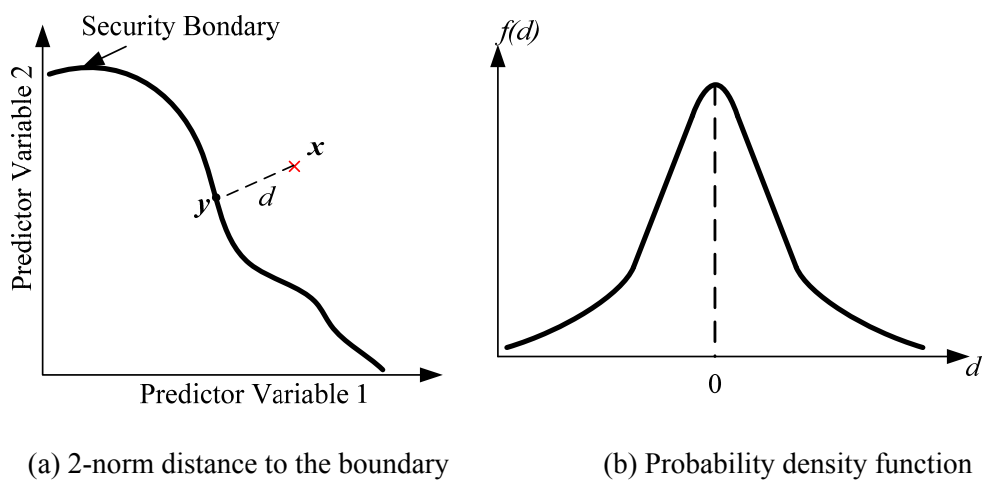 Security Bondary
Predictor Variable 2
x
d
y
Predictor Variable 1
(a) 2-norm distance to the boundary
f(d)
0
d
(b) Probability density function